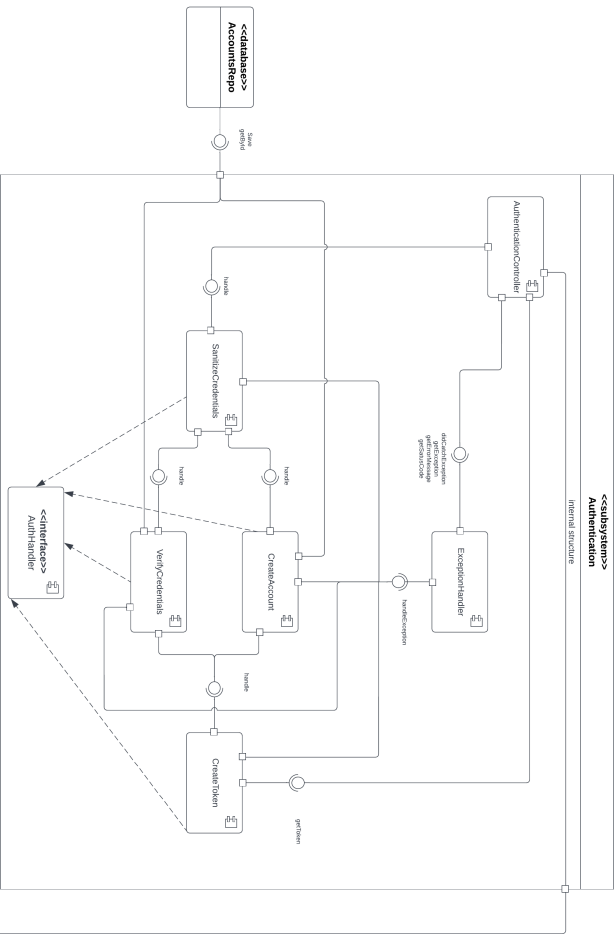 <<subsystem>>
Authentication
internal structure
AuthenticationController
didCatchException
getException
getErrorMessage
getStatusCode
ExceptionHandler
handleException
getToken
<<database>>
AccountsRepo
Save
getById
handle
SanitizeCredentials
handle
handle
CreateAccount
VerifyCredentials
handle
CreateToken
<<interface>>
AuthHandler